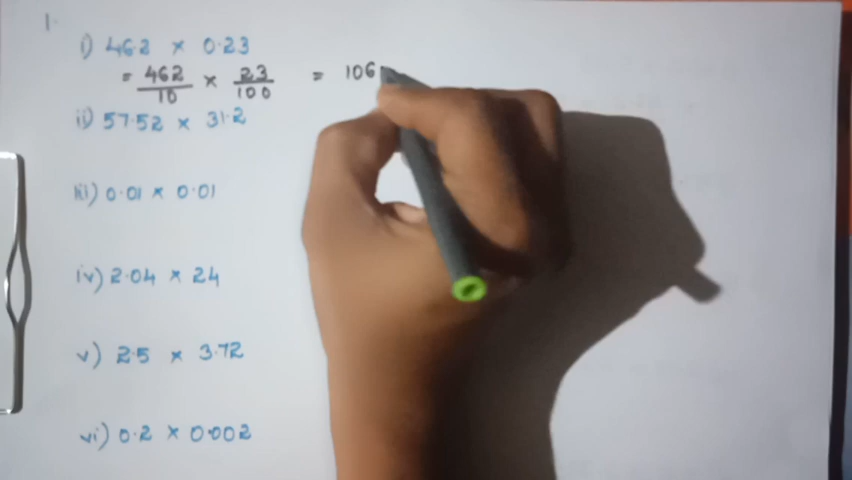 1.
i) 46.2 × 0.23
= 462/10 × 23/100 = 106
ii) 57.52 × 31.2
iii) 0.01 × 0.01
iv) 2.04 × 24
v) 2.5 × 3.72
vi) 0.2 × 0.002